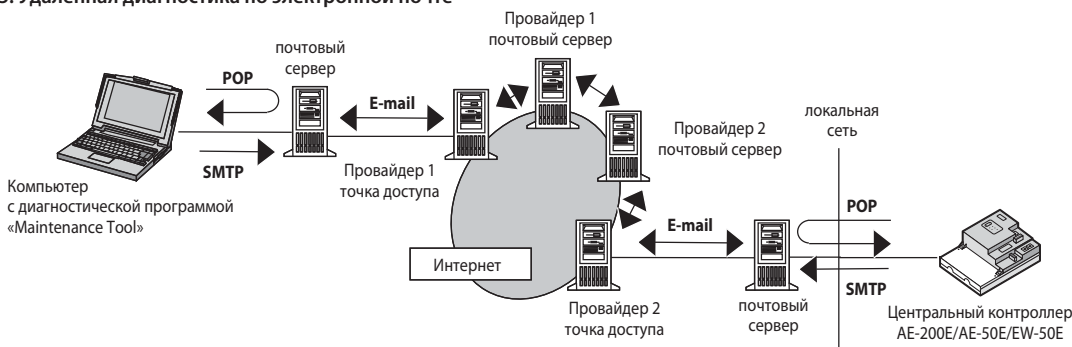 Провайдер 1
почтовый сервер
почтовый
сервер
POP
E-mail
SMTP
Провайдер 1
точка доступа
Компьютер
с диагностической программой
«Maintenance Tool»
Провайдер 2
почтовый сервер
локальная
сеть
Интернет
E-mail
POP
SMTP
Провайдер 2
точка доступа
почтовый
сервер
Центральный контроллер
AE-200E/AE-50E/EW-50E